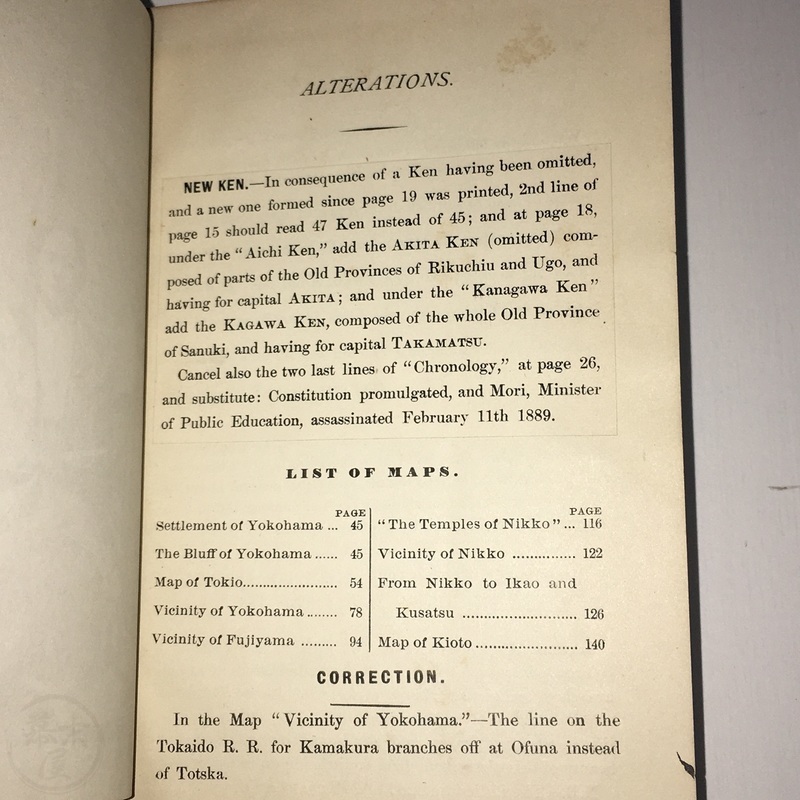 ALTERATIONS.
NEW KEN.—In consequence of a Ken having been omitted,
and a new one formed since page 19 was printed, 2nd line of
page 15 should read 47 Ken instead of 45; and at page 18,
under the "Aichi Ken," add the AKITA KEN (omitted) com-
posed of parts of the Old Provinces of Rikuchiu and Ugo, and
having for capital AKITA; and under the "Kanagawa Ken"
add the KAGAWA KEN, composed of the whole Old Province
of Sanuki, and having for capital TAKAMATSU.
Cancel also the two last lines of "Chronology," at page 26,
and substitute: Constitution promulgated, and Mori, Minister
of Public Education, assassinated February 11th 1889.
LIST OF MAPS.
PAGE
Settlement of Yokohama ... 45
The Bluff of Yokohama ...... 45
Map of Tokio........................ 54
Vicinity of Yokohama ........ 78
Vicinity of Fujiyama ......... 94
PAGE
"The Temples of Nikko" ... 116
Vicinity of Nikko ............... 122
From Nikko to Ikao and
Kusatsu ........................... 126
Map of Kioto ........................ 140
CORRECTION.
In the Map "Vicinity of Yokohama."—The line on the
Tokaido R. R. for Kamakura branches off at Ofuna instead
of Totska.